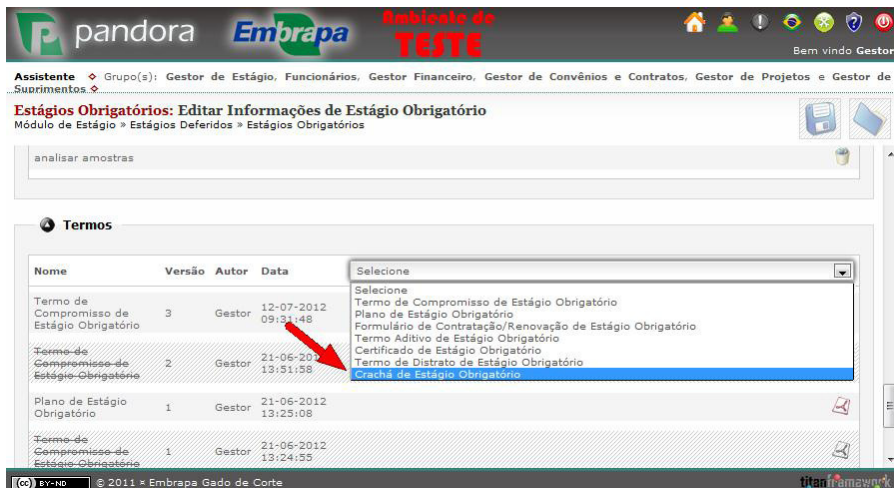 pandora Embrapa Ambiente de TESTE
Bem vindo Gestor
Assistente Grupo(s): Gestor de Estágio, Funcionários, Gestor Financeiro, Gestor de Convênios e Contratos, Gestor de Projetos e Gestor de
Suprimentos
Estágios Obrigatórios: Editar Informações de Estágio Obrigatório
Módulo de Estágio » Estágios Deferidos » Estágios Obrigatórios
analisar amostras
Termos
Nome Versão Autor Data Selecione
Selecione
Termo de Compromisso de Estágio Obrigatório
Plano de Estágio Obrigatório
Formulário de Contratação/Renovação de Estágio Obrigatório
Termo Aditivo de Estágio Obrigatório
Certificado de Estágio Obrigatório
Termo de Distrato de Estágio Obrigatório
Crachá de Estágio Obrigatório
Termo de
Compromisso de
Estágio Obrigatório
3 Gestor 12-07-2012
09:31:48
Termo de
Compromisso de
Estágio Obrigatório
2 Gestor 21-06-2012
13:51:58
Plano de Estágio
Obrigatório
1 Gestor 21-06-2012
13:25:08
Termo de
Compromisso de
Estágio Obrigatório
1 Gestor 21-06-2012
13:24:55
(cc) BY-ND © 2011 × Embrapa Gado de Corte titanframework